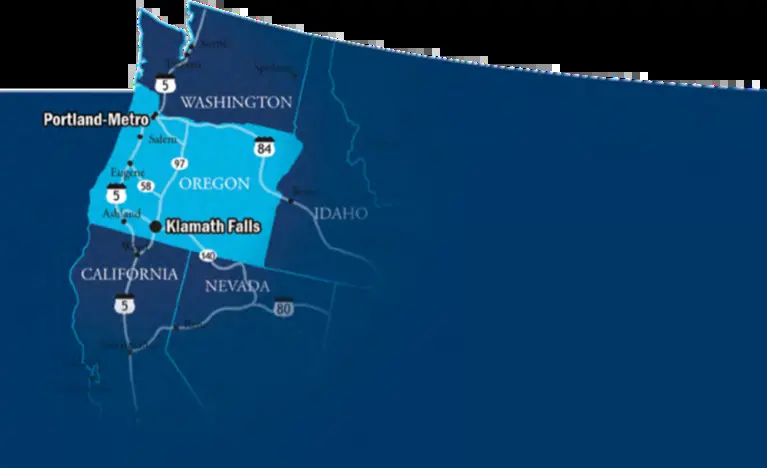 Seattle
Tacoma
5
Spokane
WASHINGTON
Portland-Metro
Salem
84
97
Eugene
58
OREGON
5
Boise
Ashland
IDAHO
Klamath Falls
140
CALIFORNIA
NEVADA
5
80
Reno